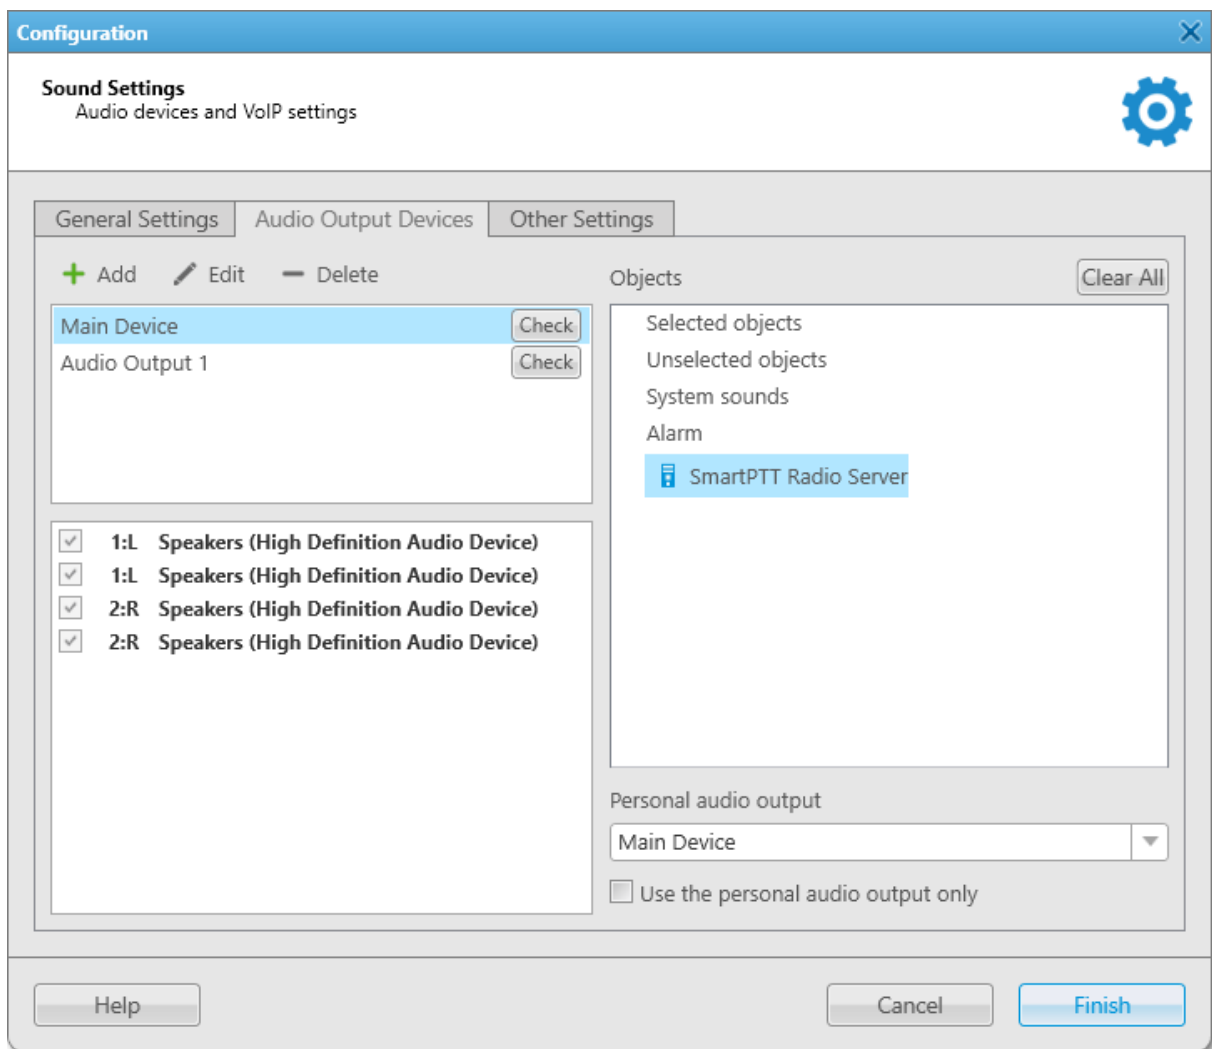 Configuration
Sound Settings
Audio devices and VoIP settings
General Settings
Audio Output Devices
Other Settings
Add
Edit
Delete
Main Device
Check
Audio Output 1
Check
1:L Speakers (High Definition Audio Device)
1:L Speakers (High Definition Audio Device)
2:R Speakers (High Definition Audio Device)
2:R Speakers (High Definition Audio Device)
Objects
Clear All
Selected objects
Unselected objects
System sounds
Alarm
SmartPTT Radio Server
Personal audio output
Main Device
Use the personal audio output only
Help
Cancel
Finish